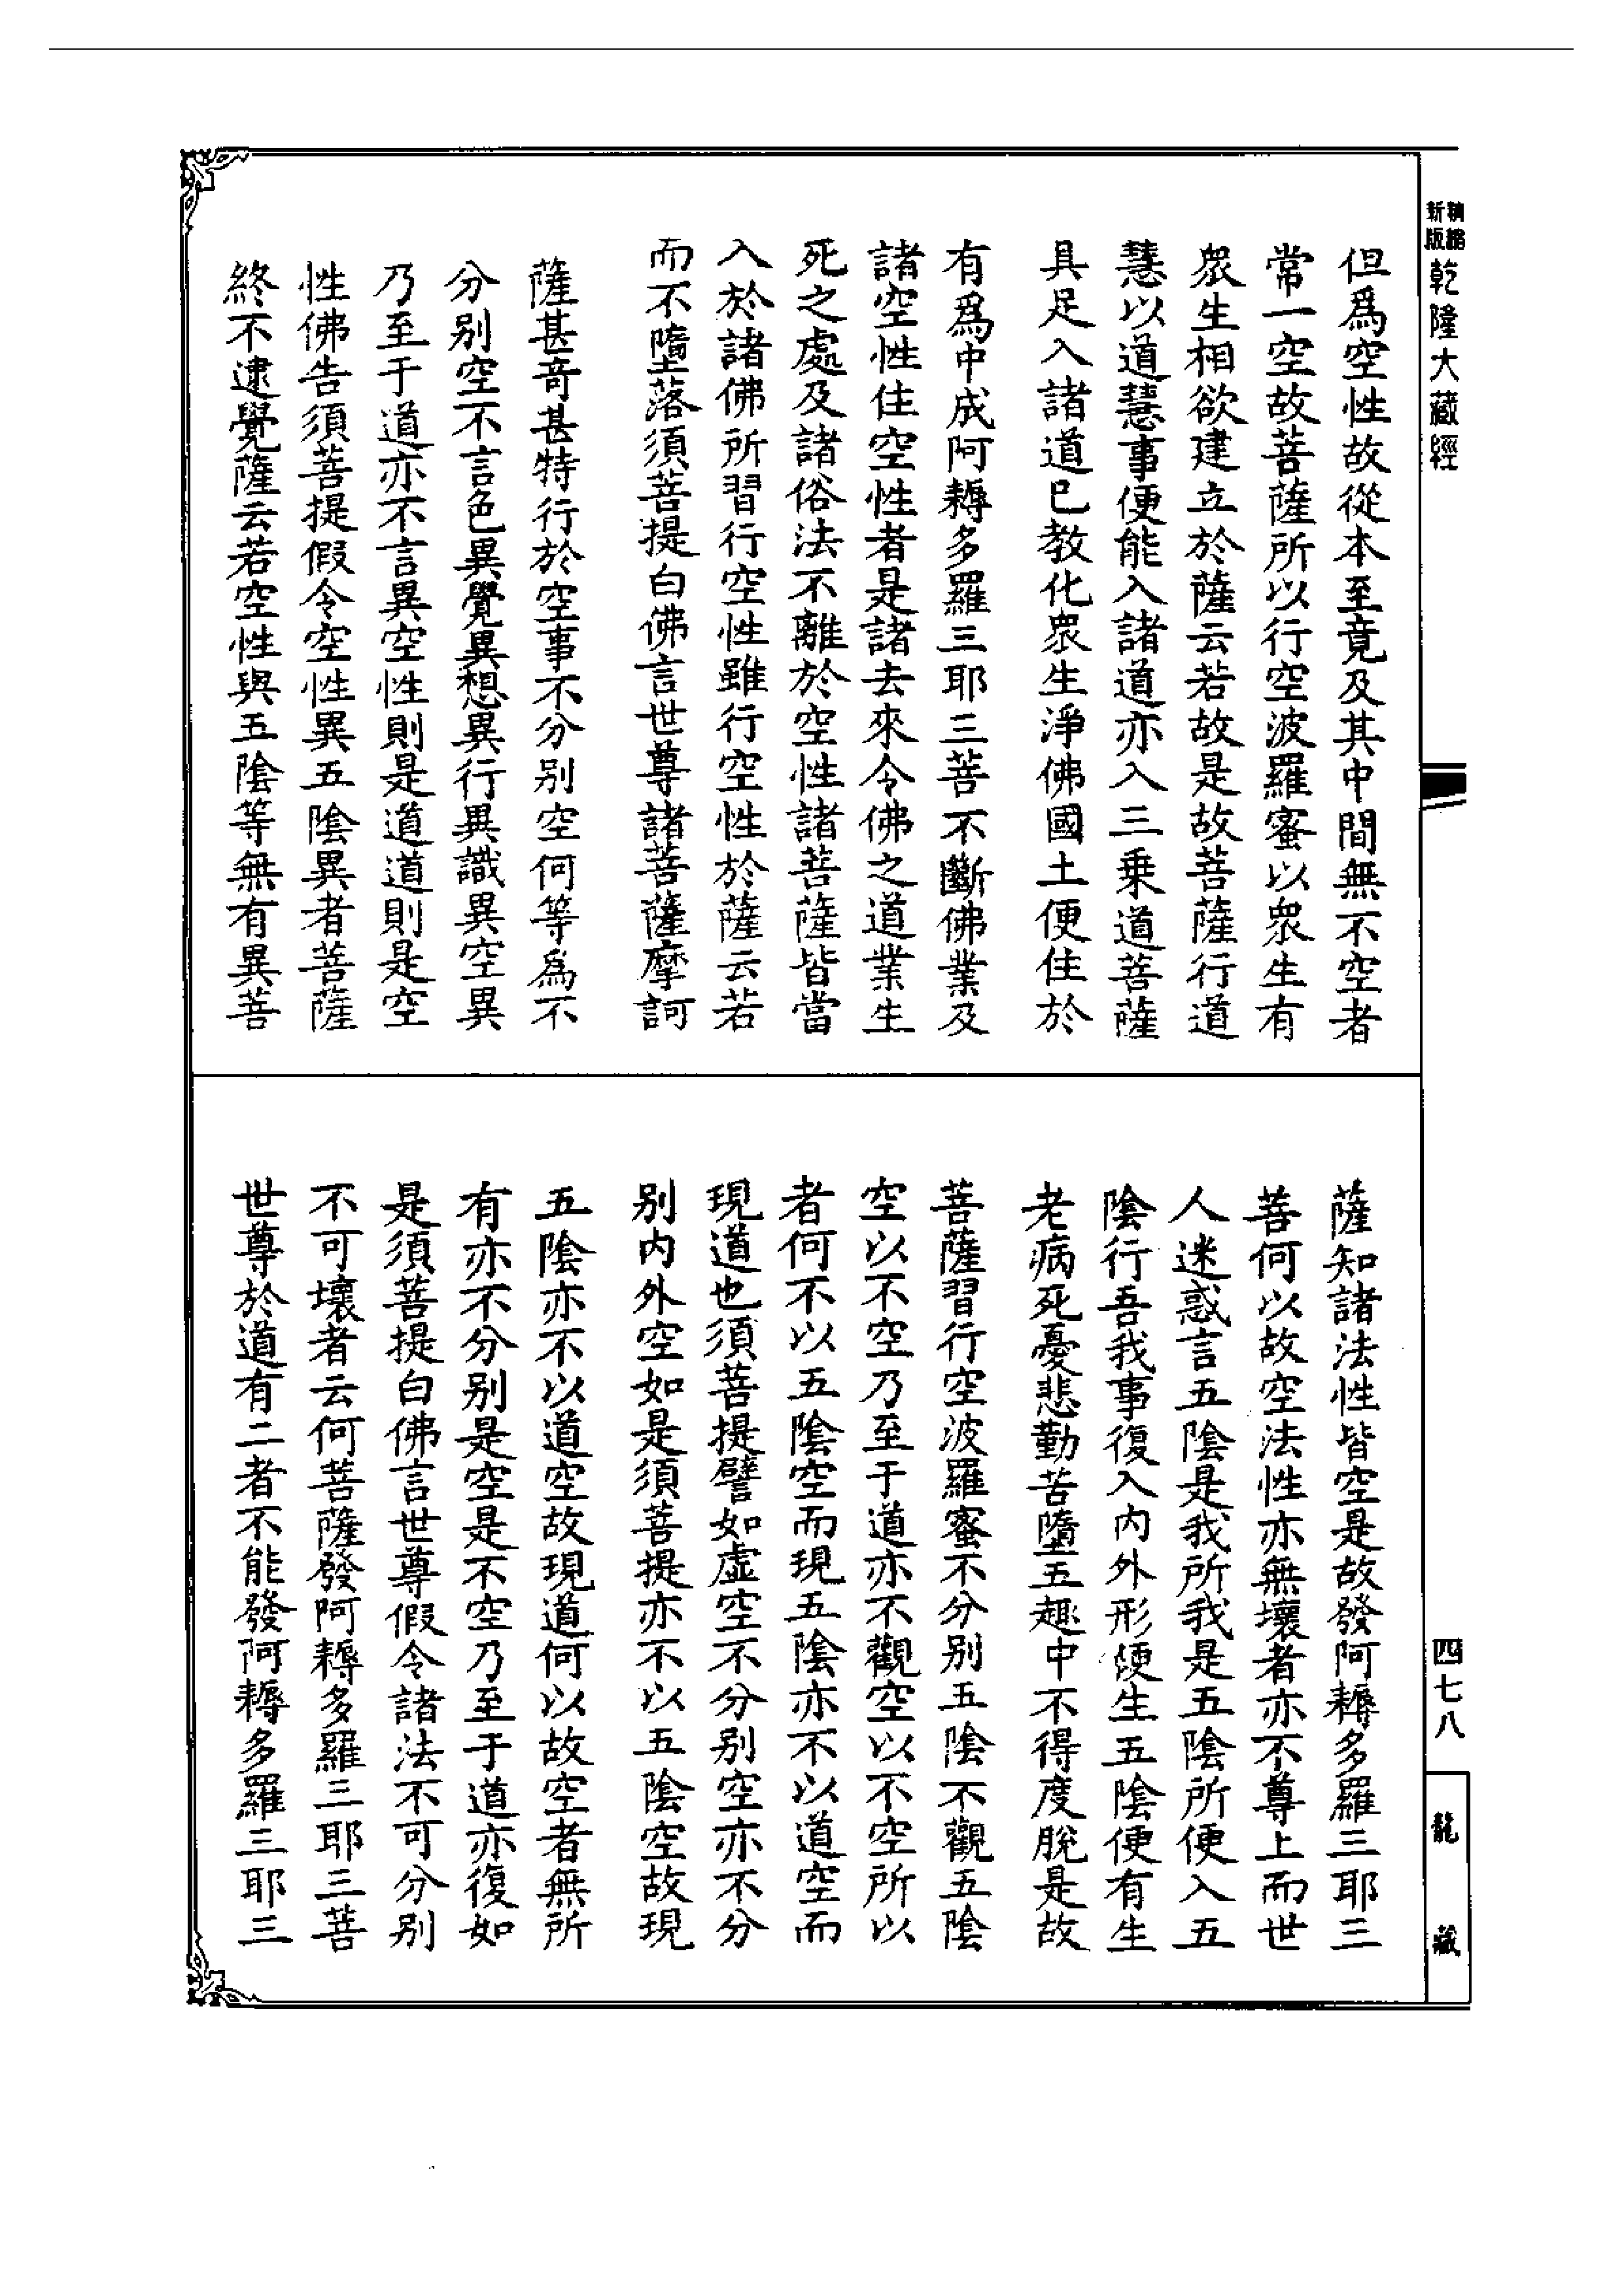 精縮
新版
乾隆大藏經
但爲空性故從本至竟及其中間無不空者
常一空故菩薩所以行空波羅蜜以衆生有
衆生相欲建立於薩云若故是故菩薩行道
慧以道慧事便能入諸道亦入三乗道菩薩
具足入諸道已教化衆生淨佛國土便住於
有爲中成阿耨多羅三耶三菩不斷佛業及
諸空性住空性者是諸去來令佛之道業生
死之處及諸俗法不離於空性諸菩薩皆當
入於諸佛所習行空性雖行空性於薩云若
而不墮落須菩提白佛言世尊諸菩薩摩訶
薩甚奇甚特行於空事不分别空何等爲不
分别空不言色異覺異想異行異識異空異
乃至于道亦不言異空性則是道道則是空
性佛告須菩提假令空性異五陰異者菩薩
終不逮覺薩云若空性與五陰等無有異菩
薩知諸法性皆空是故發阿耨多羅三耶三
菩何以故空法性亦無壞者亦不尊上而世
人迷惑言五陰是我所我是五陰所便入五
陰行吾我事復入内外形便生五陰便有生
老病死憂悲勤苦墮五趣中不得度脫是故
菩薩習行空波羅蜜不分别五陰不觀五陰
空以不空乃至于道亦不觀空以不空所以
者何不以五陰空而現五陰亦不以道空而
現道也須菩提譬如虛空不分别空亦不分
别内外空如是須菩提亦不以五陰空故現
五陰亦不以道空故現道何以故空者無所
有亦不分别是空是不空乃至于道亦復如
是須菩提白佛言世尊假令諸法不可分别
不可壞者云何菩薩發阿耨多羅三耶三菩
世尊於道有二者不能發阿耨多羅三耶三
四七八
龍藏